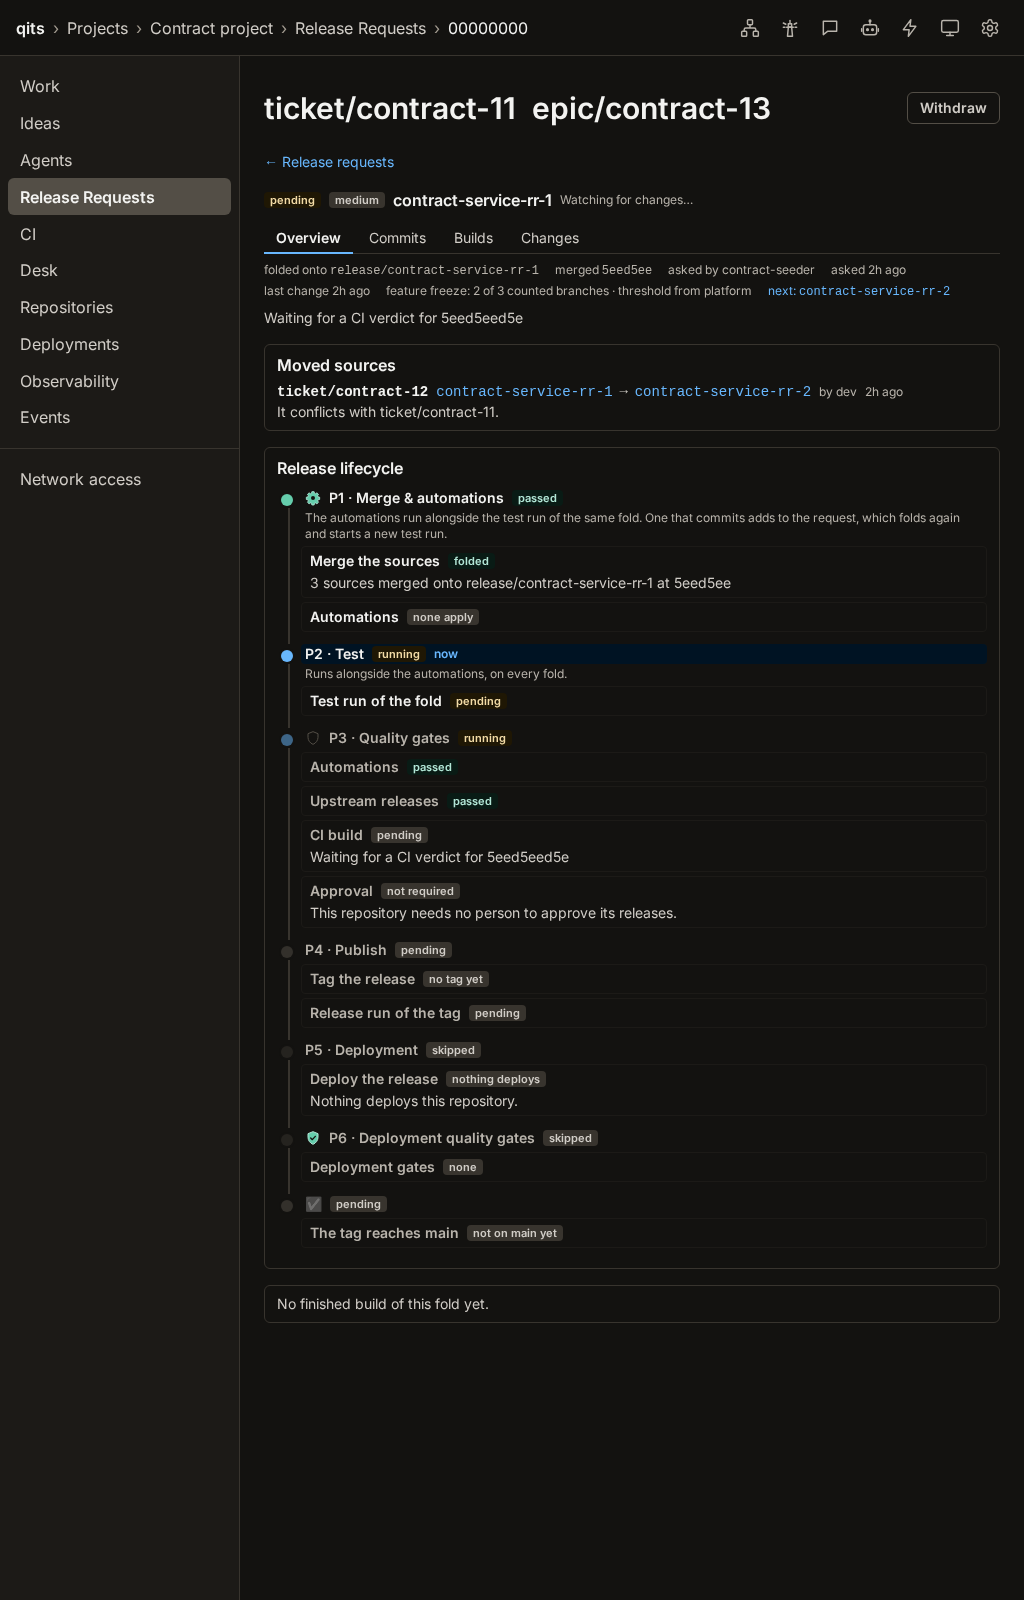 qits › Projects › Contract project › Release Requests › 00000000
Work
Ideas
Agents
Release Requests
CI
Desk
Repositories
Deployments
Observability
Events
Network access
ticket/contract-11 epic/contract-13
Withdraw
← Release requests
pending medium contract-service-rr-1 Watching for changes...
Overview Commits Builds Changes
folded onto release/contract-service-rr-1 merged 5eed5ee asked by contract-seeder asked 2h ago
last change 2h ago feature freeze: 2 of 3 counted branches · threshold from platform next: contract-service-rr-2
Waiting for a CI verdict for 5eed5eed5e
Moved sources
ticket/contract-12 contract-service-rr-1 → contract-service-rr-2 by dev 2h ago
It conflicts with ticket/contract-11.
Release lifecycle
P1 · Merge & automations passed
The automations run alongside the test run of the same fold. One that commits adds to the request, which folds again
and starts a new test run.
Merge the sources folded
3 sources merged onto release/contract-service-rr-1 at 5eed5ee
Automations none apply
P2 · Test running now
Runs alongside the automations, on every fold.
Test run of the fold pending
P3 · Quality gates running
Automations passed
Upstream releases passed
CI build pending
Waiting for a CI verdict for 5eed5eed5e
Approval not required
This repository needs no person to approve its releases.
P4 · Publish pending
Tag the release no tag yet
Release run of the tag pending
P5 · Deployment skipped
Deploy the release nothing deploys
Nothing deploys this repository.
P6 · Deployment quality gates skipped
Deployment gates none
pending
The tag reaches main not on main yet
No finished build of this fold yet.